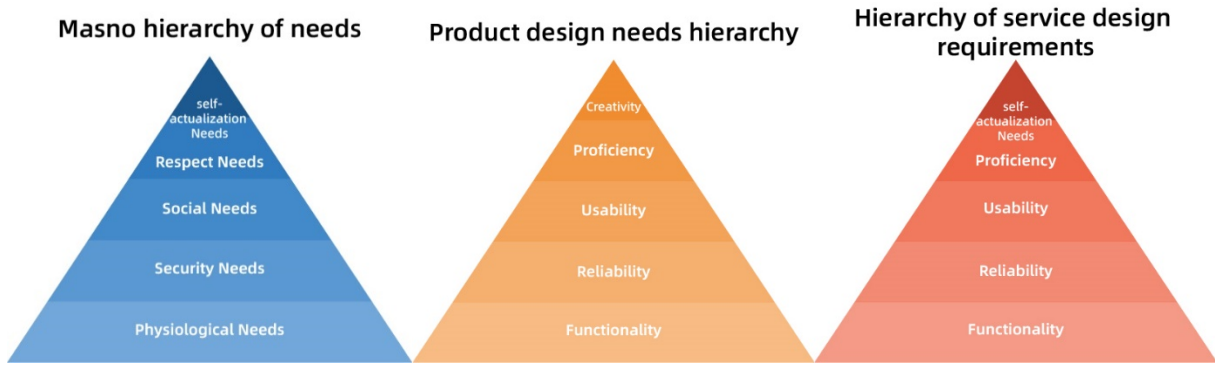 Masno hierarchy of needs
self-
actualization
Needs
Respect Needs
Social Needs
Security Needs
Physiological Needs
Product design needs hierarchy
Creativity
Proficiency
Usability
Reliability
Functionality
Hierarchy of service design
requirements
self-
actualization
Needs
Proficiency
Usability
Reliability
Functionality